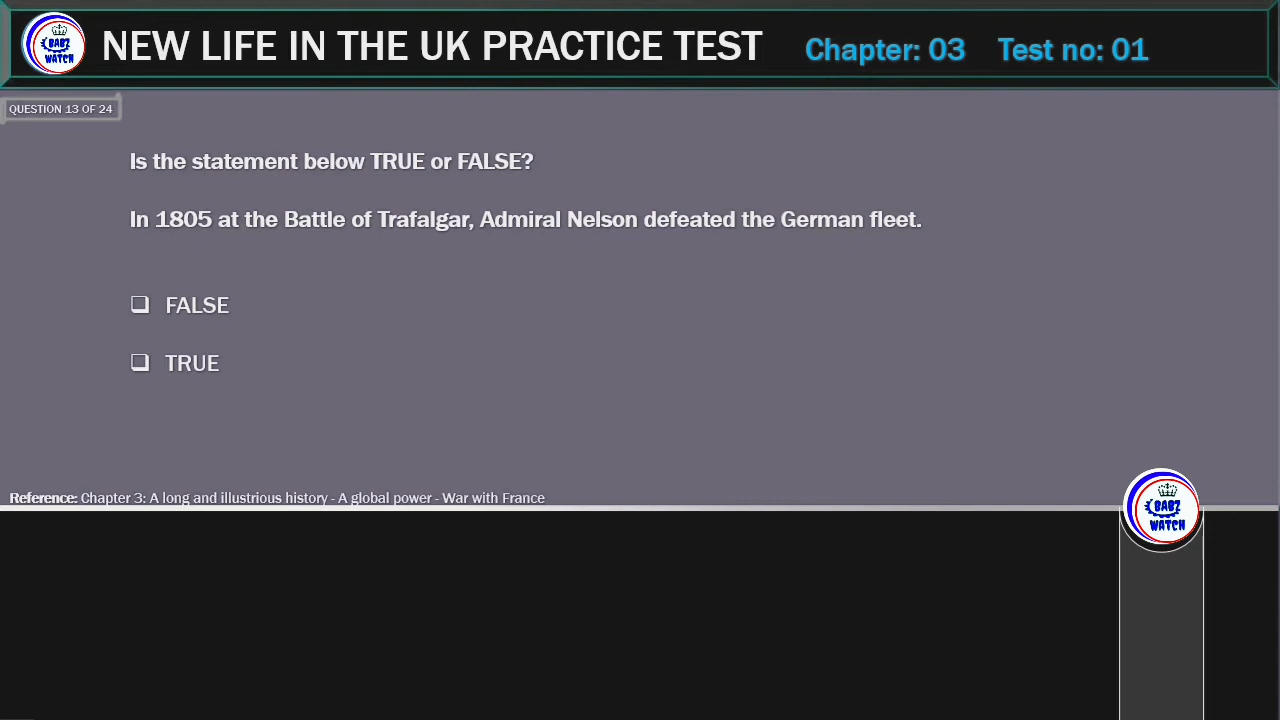 BABZ
WATCH
NEW LIFE IN THE UK PRACTICE TEST
Chapter: 03
Test no: 01
QUESTION 13 OF 24
Is the statement below TRUE or FALSE?
In 1805 at the Battle of Trafalgar, Admiral Nelson defeated the German fleet.
❑ FALSE
❑ TRUE
Reference: Chapter 3: A long and illustrious history - A global power - War with France
BABZ
WATCH